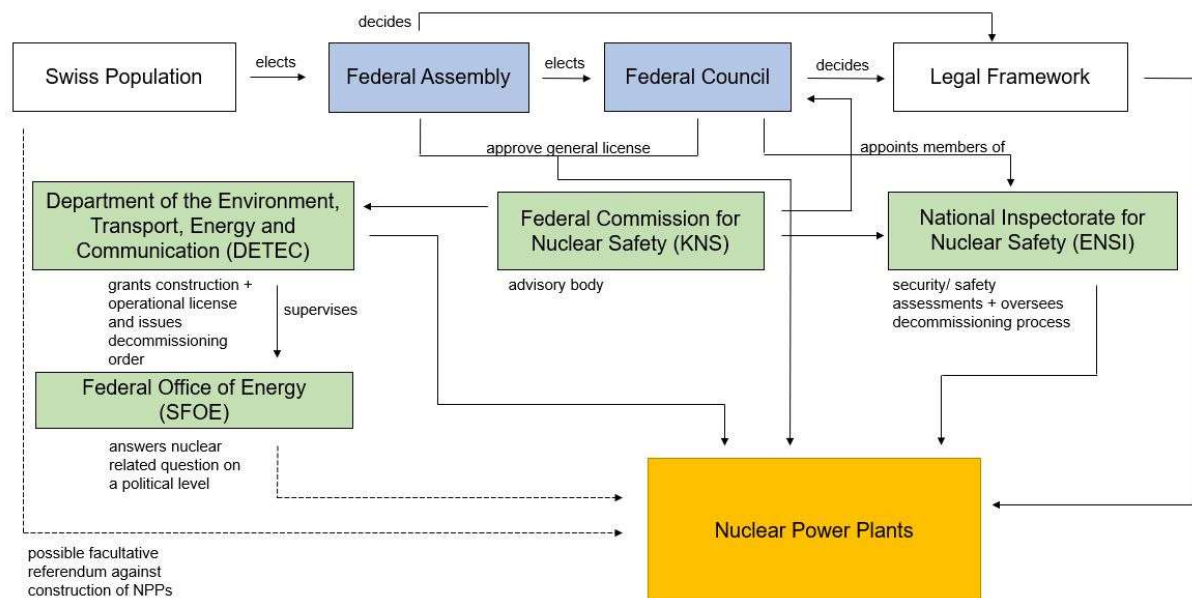 decides
Swiss Population
elects
Federal Assembly
elects
Federal Council
decides
Legal Framework
approve general license
appoints members of
Department of the Environment,
Transport, Energy and
Communication (DETEC)
Federal Commission for
Nuclear Safety (KNS)
National Inspectorate for
Nuclear Safety (ENSI)
grants construction +
operational license
and issues
decommissioning
order
supervises
advisory body
security/ safety
assessments + oversees
decommissioning process
Federal Office of Energy
(SFOE)
answers nuclear
related question on
a political level
Nuclear Power Plants
possible facultative
referendum against
construction of NPPs